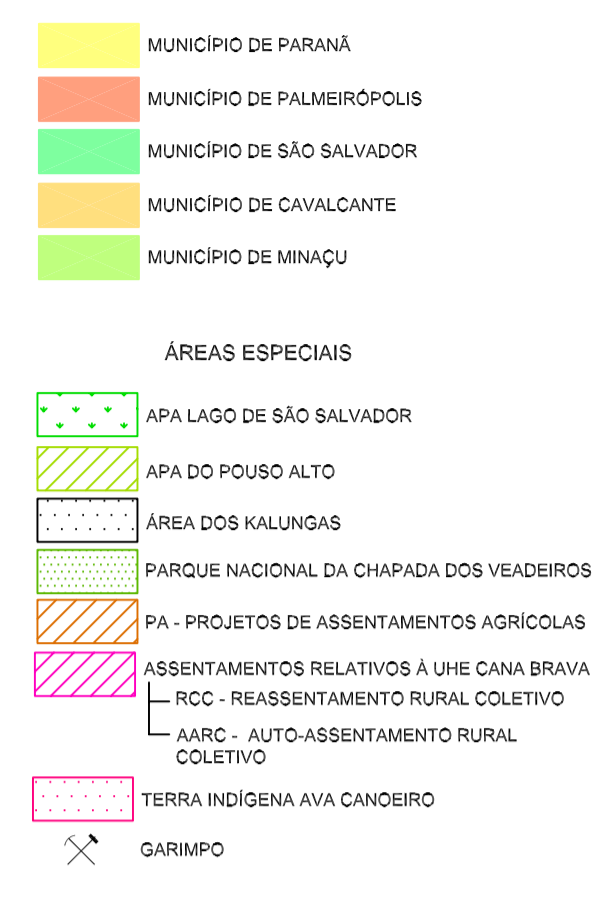 MUNICÍPIO DE PARANÃ
MUNICÍPIO DE PALMEIRÓPOLIS
MUNICÍPIO DE SÃO SALVADOR
MUNICÍPIO DE CAVALCANTE
MUNICÍPIO DE MINAÇU
ÁREAS ESPECIAIS
APA LAGO DE SÃO SALVADOR
APA DO POUSO ALTO
ÁREA DOS KALUNGAS
PARQUE NACIONAL DA CHAPADA DOS VEADEIROS
PA - PROJETOS DE ASSENTAMENTOS AGRÍCOLAS
ASSENTAMENTOS RELATIVOS À UHE CANA BRAVA
RCC - REASSENTAMENTO RURAL COLETIVO
AARC - AUTO-ASSENTAMENTO RURAL
COLETIVO
TERRA INDÍGENA AVA CANOEIRO
GARIMPO